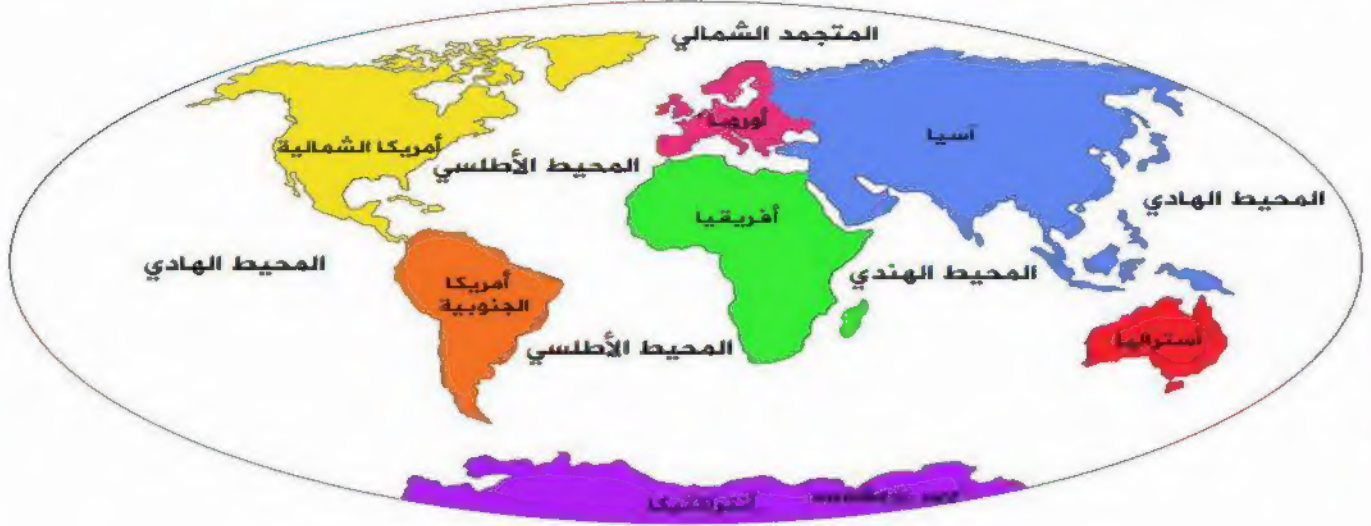 المتجمد الشمالي
أوروبا
آسيا
أمريكا الشمالية
المحيط الأطلسي
المحيط الهادي
أفريقيا
المحيط الهادي
المحيط الهندي
أمريكا
الجنوبية
المحيط الأطلسي
أستراليا